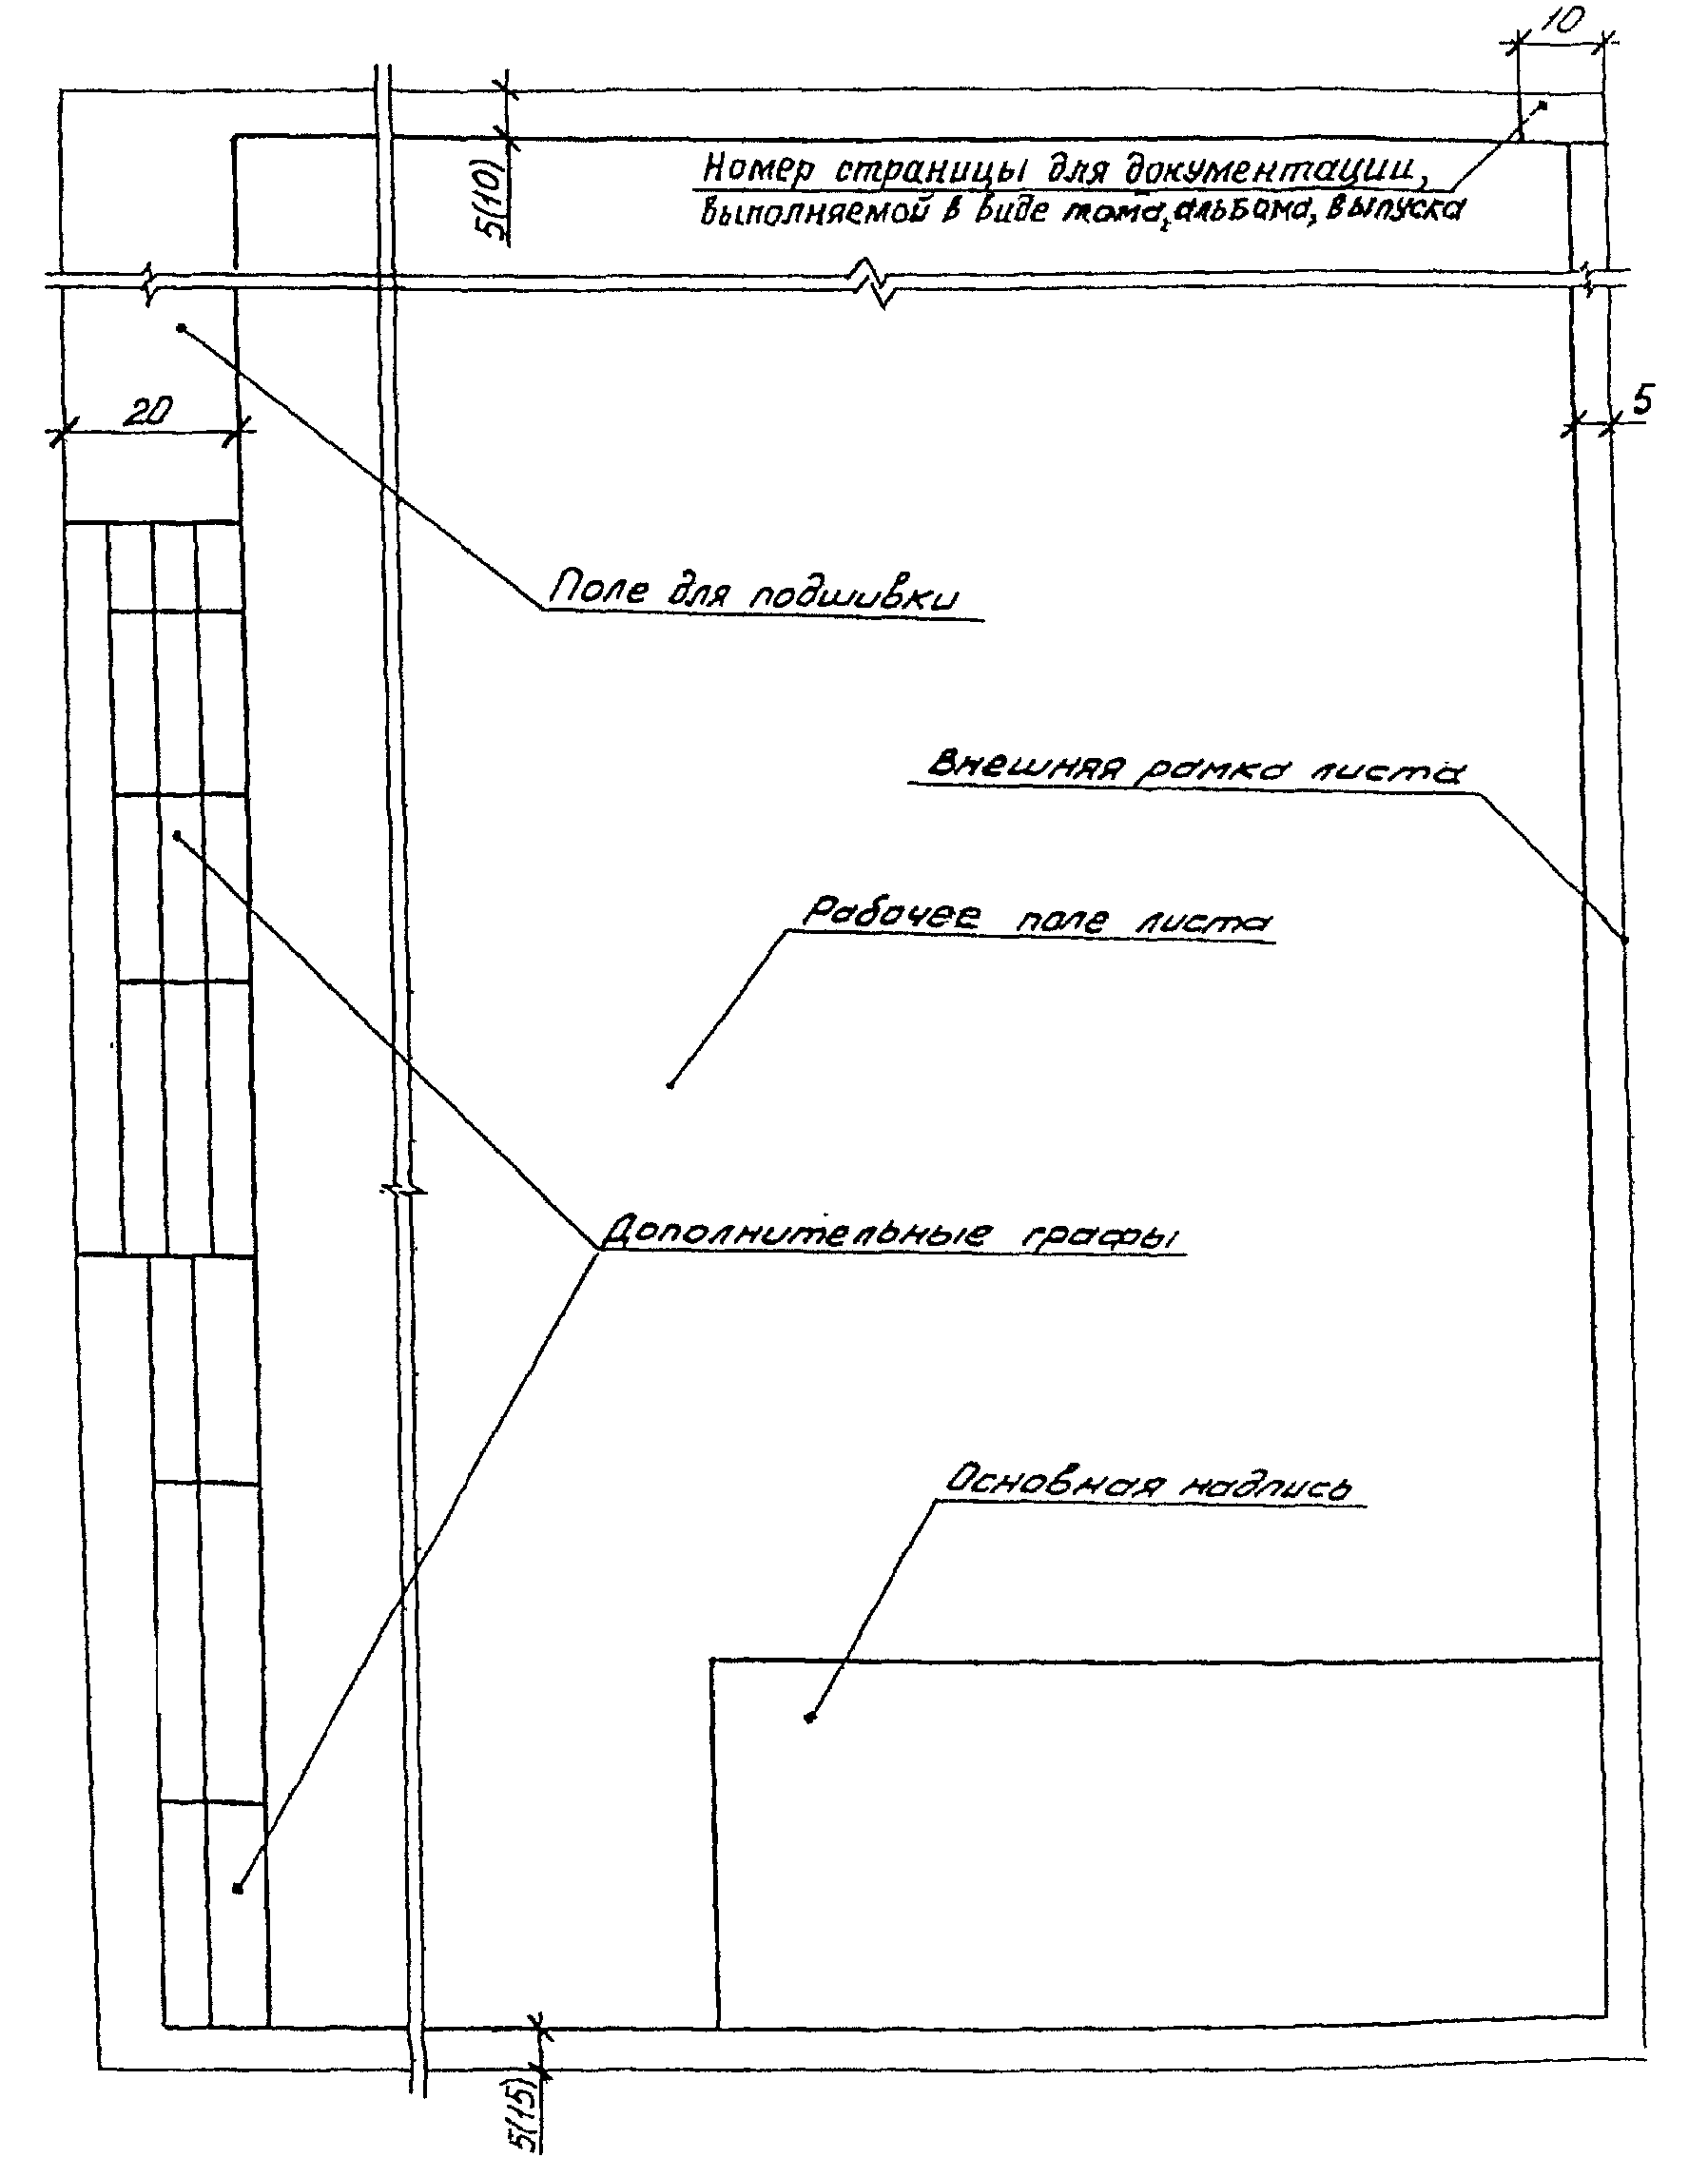 10
Номер страницы для документации,
выполняемой в виде тома, альбома, выпуска
5(10)
20
5
Поле для подшивки
Внешняя рамка листа
Рабочее поле листа
Дополнительные графы
Основная надпись
5(15)